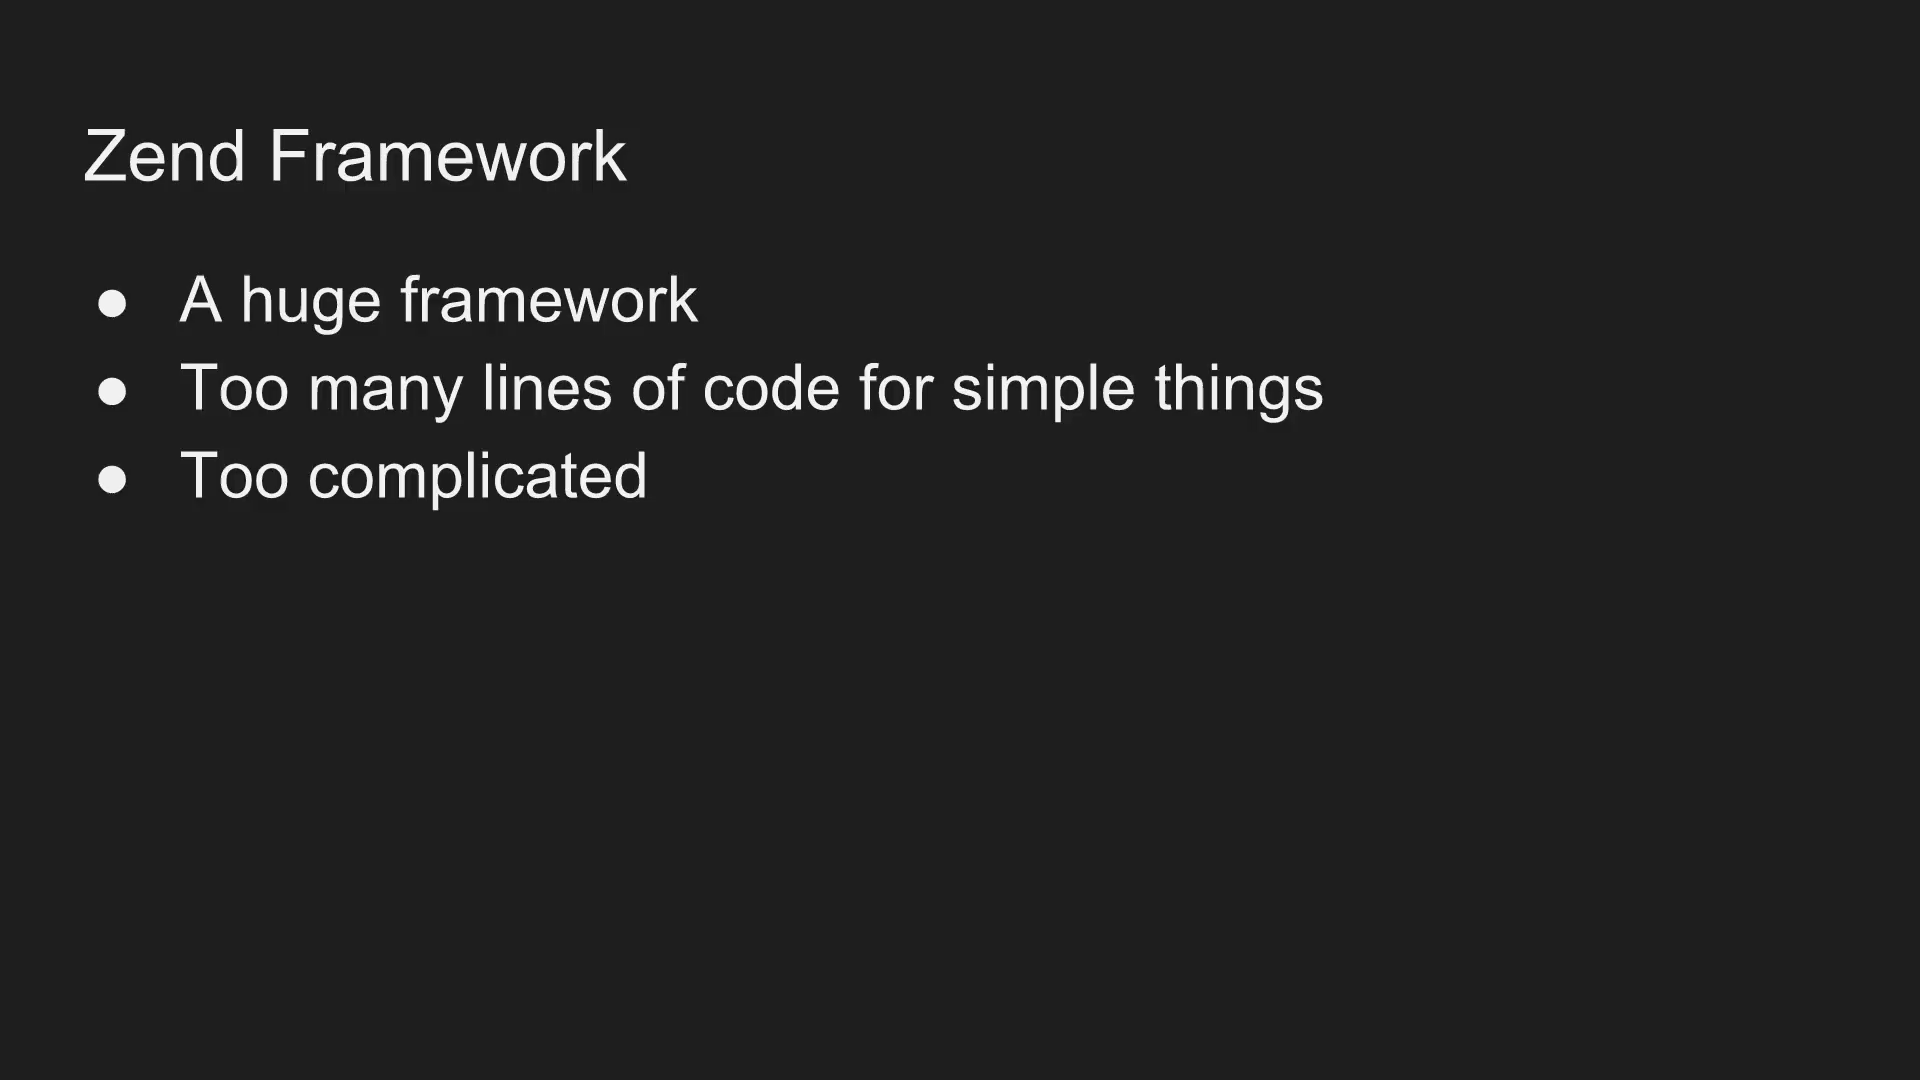 Zend Framework
● A huge framework
● Too many lines of code for simple things
● Too complicated